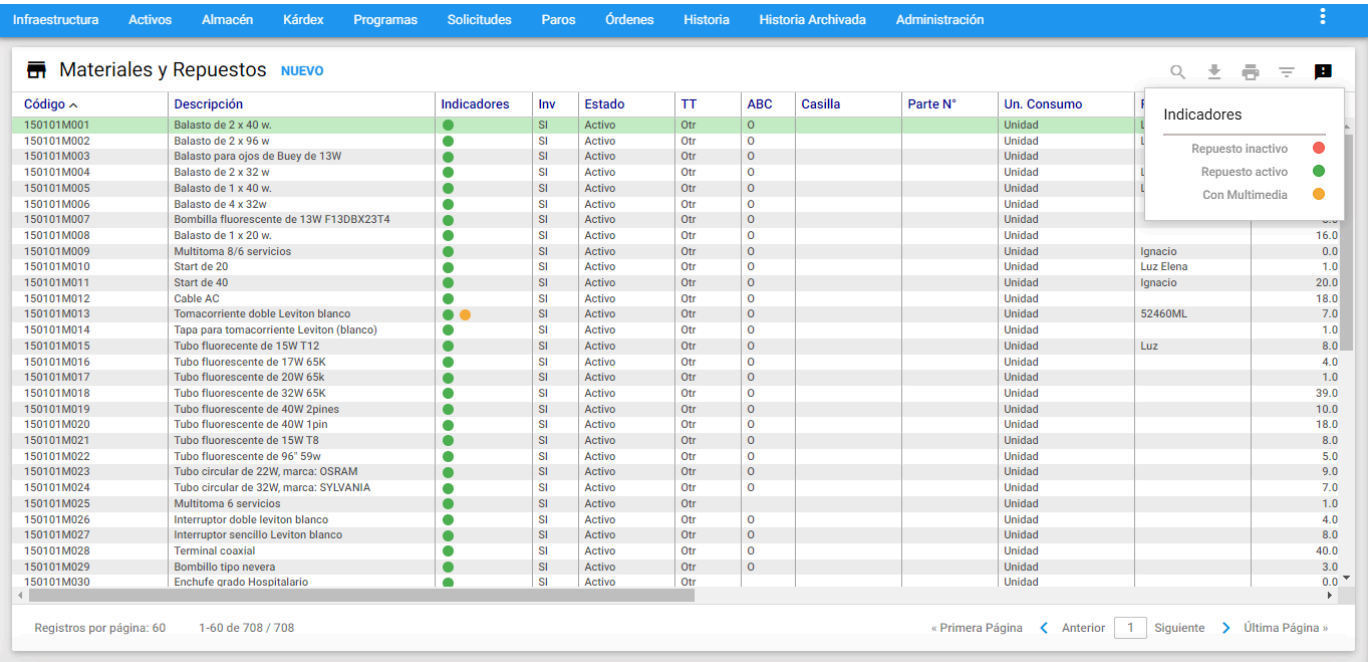 Infraestructura Activos Almacén Kárdex Programas Solicitudes Paros Órdenes Historia Historia Archivada Administración
Materiales y Repuestos NUEVO
Código Descripción Indicadores Inv Estado TT ABC Casilla Parte N° Un. Consumo
Indicadores
Repuesto inactivo
Repuesto activo
Con Multimedia
150101M001 Balasto de 2 x 40 w. SI Activo Otr O Unidad
150101M002 Balasto de 2 x 96 w SI Activo Otr O Unidad
150101M003 Balasto para ojos de Buey de 13W SI Activo Otr O Unidad
150101M004 Balasto de 2 x 32 w SI Activo Otr O Unidad
150101M005 Balasto de 1 x 40 w. SI Activo Otr O Unidad
150101M006 Balasto de 4 x 32w SI Activo Otr O Unidad
150101M007 Bombilla fluorescente de 13W F13DBX23T4 SI Activo Otr O Unidad
150101M008 Balasto de 1 x 20 w. SI Activo Otr O Unidad 16.0
150101M009 Multitoma 8/6 servicios SI Activo Otr O Unidad Ignacio 0.0
150101M010 Start de 20 SI Activo Otr O Unidad Luz Elena 1.0
150101M011 Start de 40 SI Activo Otr O Unidad Ignacio 20.0
150101M012 Cable AC SI Activo Otr O Unidad 18.0
150101M013 Tomacorriente doble Leviton blanco SI Activo Otr O Unidad 52460ML 7.0
150101M014 Tapa para tomacorriente Leviton (blanco) SI Activo Otr O Unidad 1.0
150101M015 Tubo fluorecente de 15W T12 SI Activo Otr O Unidad Luz 8.0
150101M016 Tubo fluorescente de 17W 65K SI Activo Otr O Unidad 4.0
150101M017 Tubo fluorescente de 20W 65k SI Activo Otr O Unidad 1.0
150101M018 Tubo fluorescente de 32W 65K SI Activo Otr O Unidad 39.0
150101M019 Tubo fluorescente de 40W 2pines SI Activo Otr O Unidad 10.0
150101M020 Tubo fluorescente de 40W 1pin SI Activo Otr O Unidad 18.0
150101M021 Tubo fluorescente de 15W T8 SI Activo Otr O Unidad 8.0
150101M022 Tubo fluorescente de 96" 59w SI Activo Otr O Unidad 5.0
150101M023 Tubo circular de 22W, marca: OSRAM SI Activo Otr O Unidad 9.0
150101M024 Tubo circular de 32W, marca: SYLVANIA SI Activo Otr O Unidad 7.0
150101M025 Multitoma 6 servicios SI Activo Otr Unidad 1.0
150101M026 Interruptor doble leviton blanco SI Activo Otr O Unidad 4.0
150101M027 Interruptor sencillo Leviton blanco SI Activo Otr O Unidad 8.0
150101M028 Terminal coaxial SI Activo Otr O Unidad 40.0
150101M029 Bombillo tipo nevera SI Activo Otr O Unidad 3.0
150101M030 Enchufe grado Hospitalario SI Activo Otr Unidad 0.0
Registros por página: 60 1-60 de 708 / 708 « Primera Página Anterior 1 Siguiente Última Página »